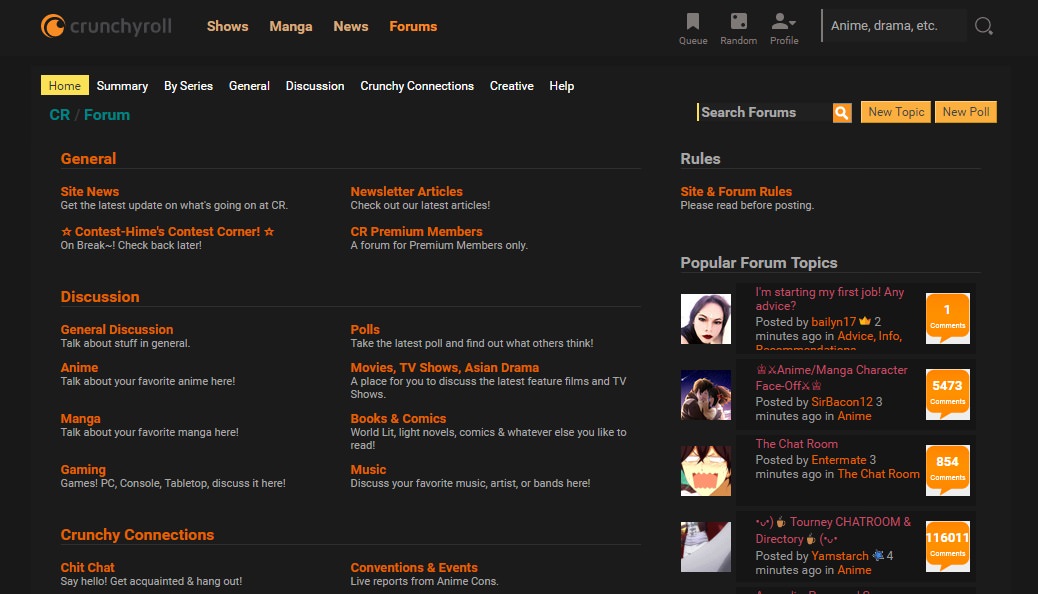 crunchyroll
Shows Manga News Forums
Queue Random Profile
Anime, drama, etc.
Home Summary By Series General Discussion Crunchy Connections Creative Help
CR / Forum
Search Forums
New Topic New Poll
General
Site News
Get the latest update on what's going on at CR.
Newsletter Articles
Check out our latest articles!
☆ Contest-Hime's Contest Corner! ☆
On Break~! Check back later!
CR Premium Members
A forum for Premium Members only.
Discussion
General Discussion
Talk about stuff in general.
Polls
Take the latest poll and find out what others think!
Anime
Talk about your favorite anime here!
Movies, TV Shows, Asian Drama
A place for you to discuss the latest feature films and TV
Shows.
Manga
Talk about your favorite manga here!
Books & Comics
World Lit, light novels, comics & whatever else you like to
read!
Gaming
Games! PC, Console, Tabletop, discuss it here!
Music
Discuss your favorite music, artist, or bands here!
Crunchy Connections
Chit Chat
Say hello! Get acquainted & hang out!
Conventions & Events
Live reports from Anime Cons.
Rules
Site & Forum Rules
Please read before posting.
Popular Forum Topics
I'm starting my first job! Any
advice?
Posted by bailyn17 👑 2
minutes ago in Advice, Info,
Recommendations
1
Comments
♔⚔Anime/Manga Character
Face-Off⚔♔
Posted by SirBacon12 3
minutes ago in Anime
5473
Comments
The Chat Room
Posted by Entermate 3
minutes ago in The Chat Room
854
Comments
•ᴗ•)☕ Tourney CHATROOM &
Directory☕(•ᴗ•
Posted by Yamstarch 4
minutes ago in Anime
116011
Comments